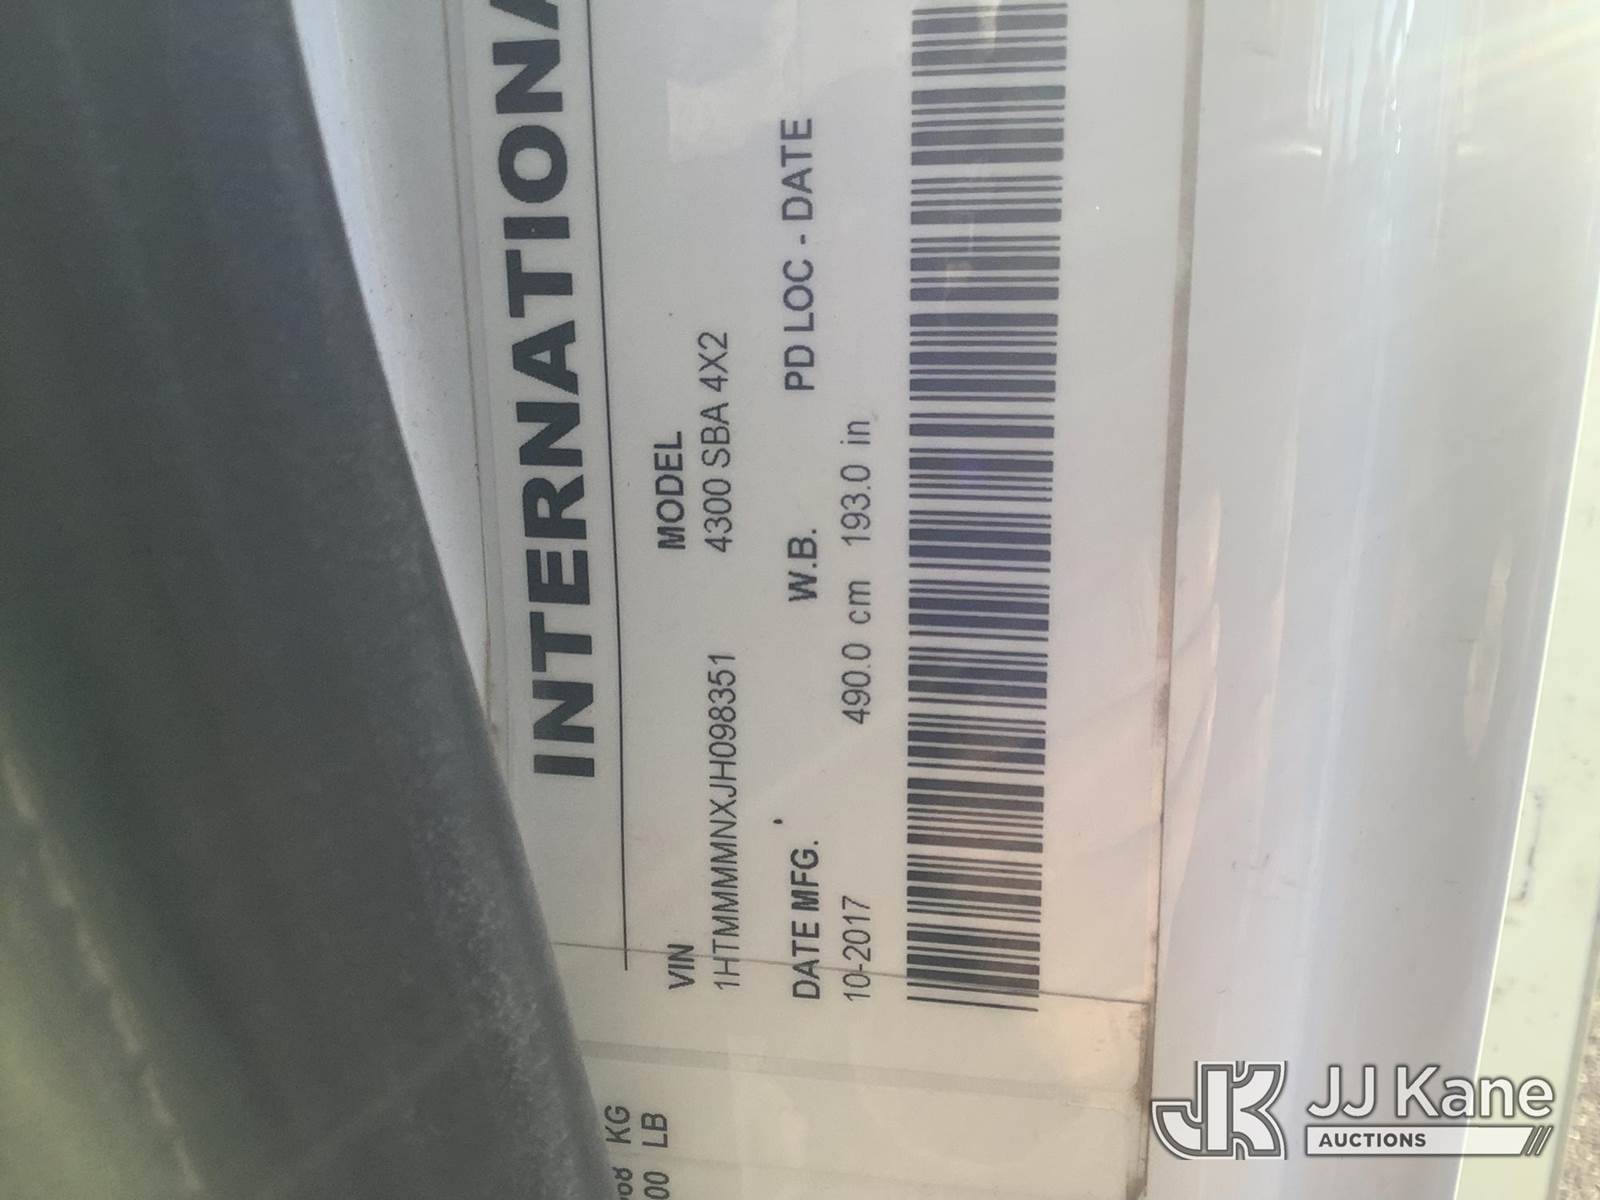 INTERNATIONA
VIN MODEL
1HTMMMMNXJH098351 4300 SBA 4X2
DATE MFG. W.B. PD LOC - DATE
10-2017 490.0 cm 193.0 in
KG
00 LB
JJ Kane
AUCTIONS